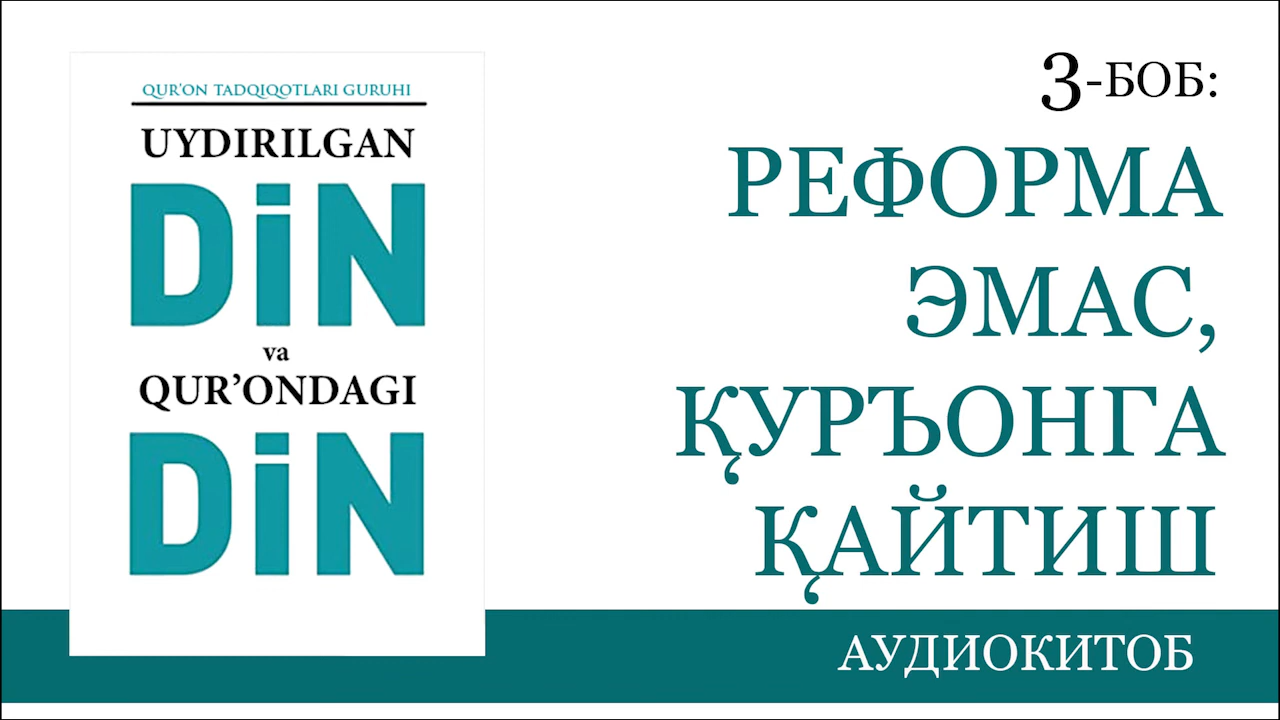 QUR'ON TADQIQOTLARI GURUHI
UYDIRILGAN
DiN
va
QUR'ONDAGI
DiN
3-БОБ:
РЕФОРМА
ЭМАС,
ҚУРЪОНГА
ҚАЙТИШ
АУДИОКИТОБ